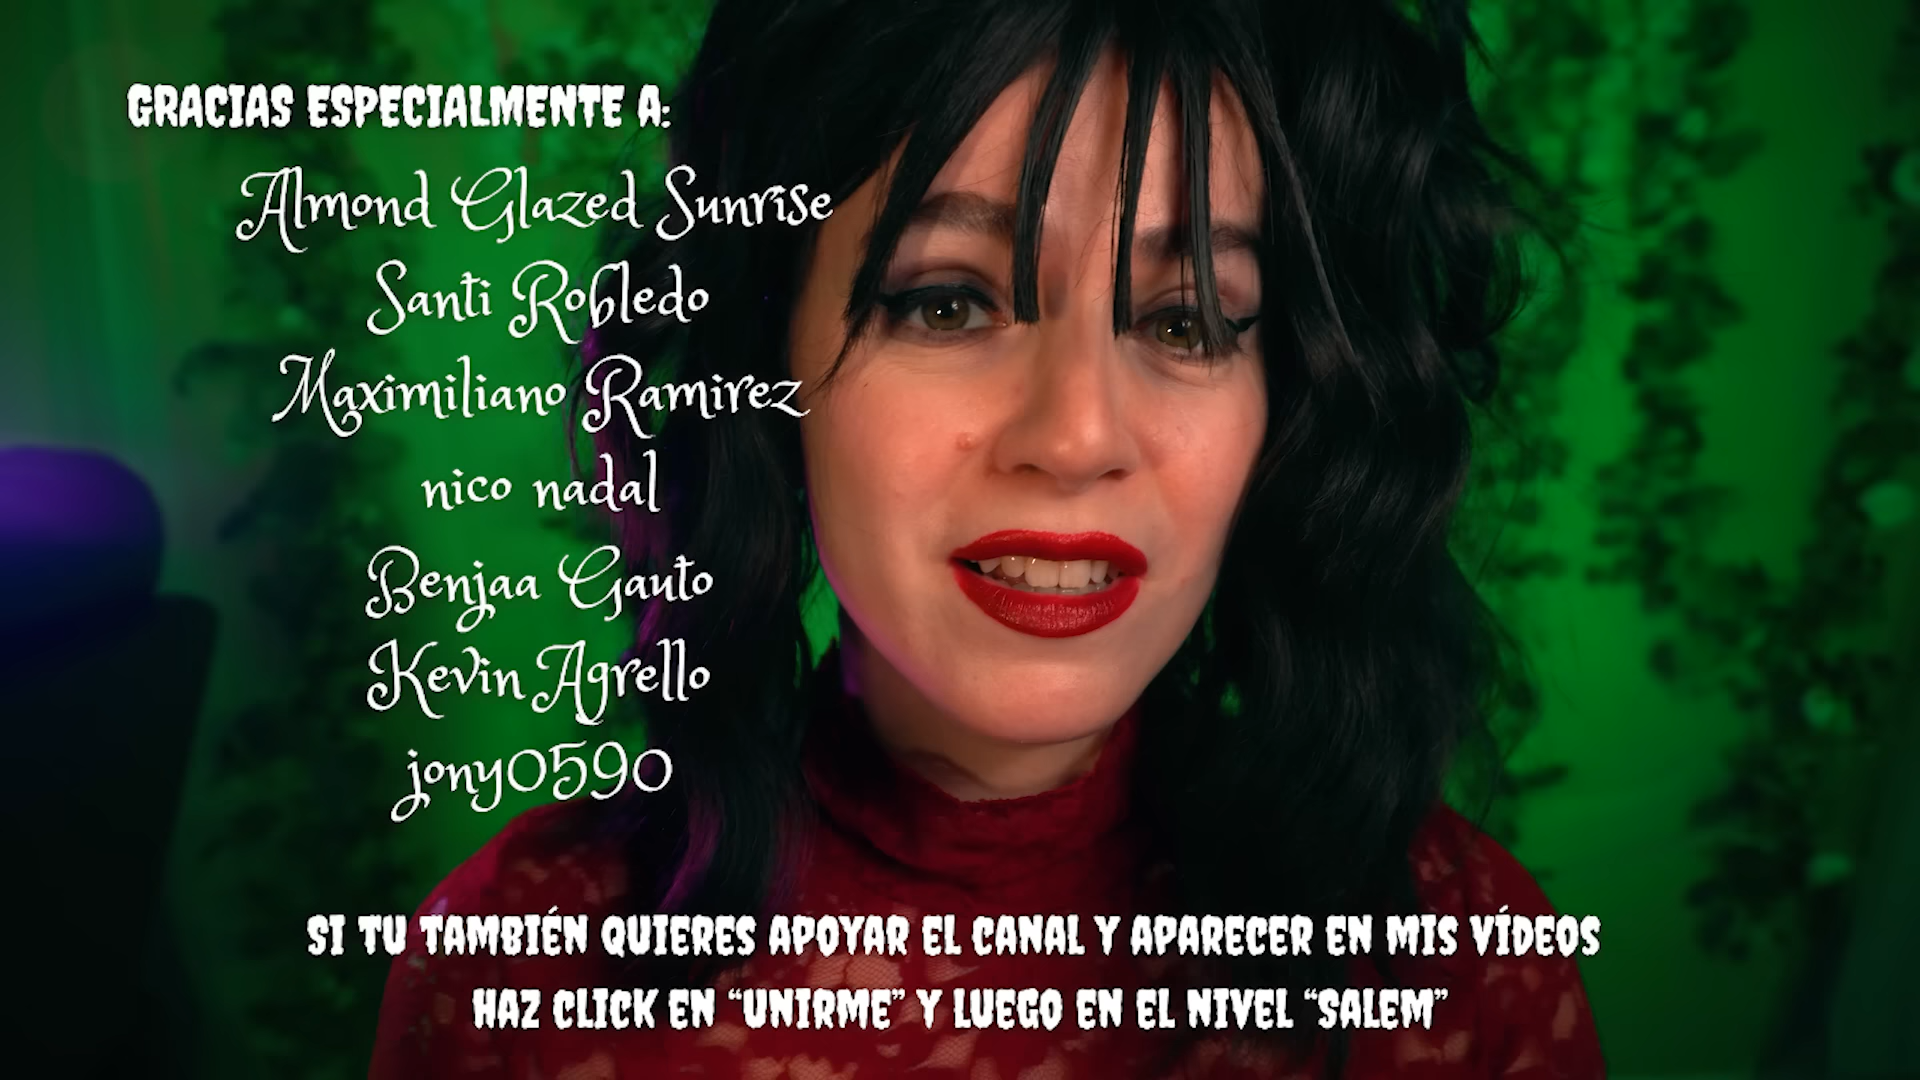 GRACIAS ESPECIALMENTE A:
Almond Glazed Sunrise
Santi Robledo
Maximiliano Ramirez
nico nadal
Benjaa Gauto
Kevin Agrello
jony0590
SI TU TAMBIÉN QUIERES APOYAR EL CANAL Y APARECER EN MIS VÍDEOS
HAZ CLICK EN “UNIRME” Y LUEGO EN EL NIVEL “SALEM”